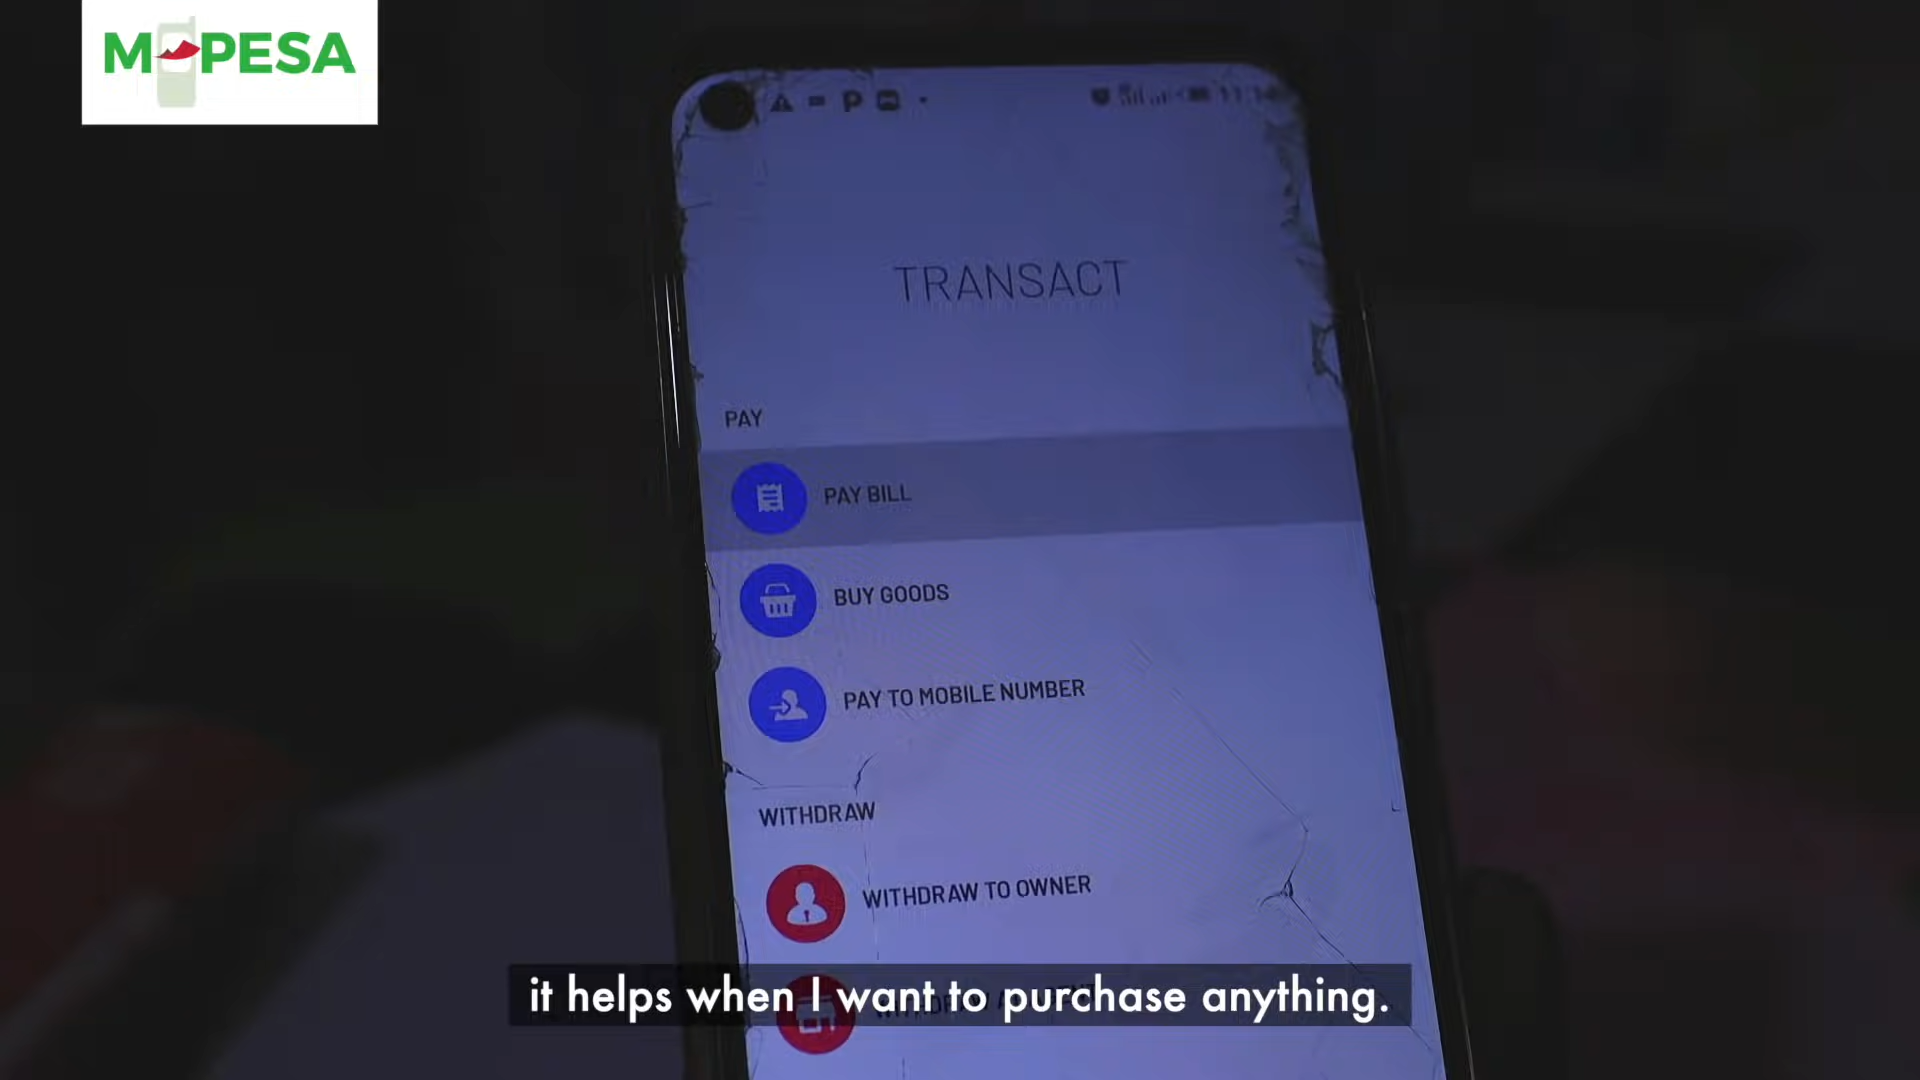 M-PESA
TRANSACT
PAY
PAY BILL
BUY GOODS
PAY TO MOBILE NUMBER
WITHDRAW
WITHDRAW TO OWNER
it helps when I want to purchase anything.